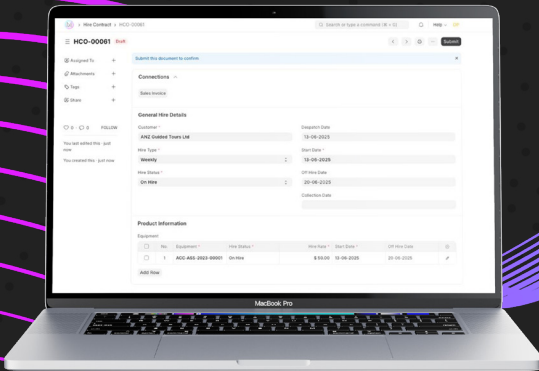 Hire Contract › HCO-00061
Search or type a command (⌘ + G)
Help
HCO-00061 Draft
Submit
Assigned To +
Attachments +
Tags +
Share +
0 0 FOLLOW
You last edited this · just now
You created this · just now
Submit this document to confirm
Connections
Sales Invoice
General Hire Details
Customer *
ANZ Guided Tours Ltd
Hire Type *
Weekly
Hire Status *
On Hire
Despatch Date
13-06-2025
Start Date *
13-06-2025
Off Hire Date
20-06-2025
Collection Date
Product Information
Equipment
No. Equipment * Hire Status * Hire Rate * Start Date * Off Hire Date
1 ACC-ASS-2023-00001 On Hire $ 50.00 13-06-2025 20-06-2025
Add Row
MacBook Pro